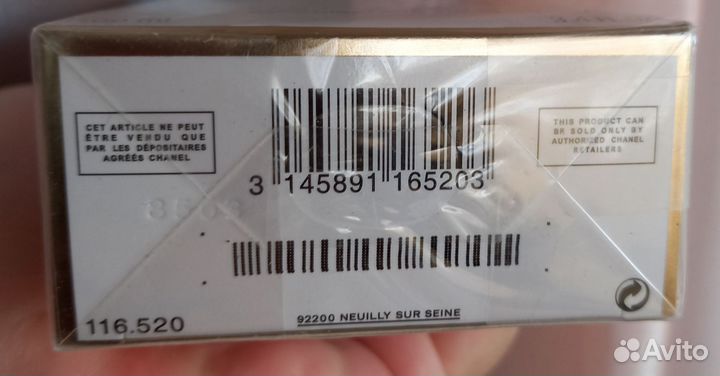 CET ARTICLE NE PEUT
ÊTRE VENDU QUE
PAR LES DÉPOSITAIRES
AGRÉÉS CHANEL
THIS PRODUCT CAN
BE SOLD ONLY BY
AUTHORIZED CHANEL
RETAILERS
3 145891 165203
116.520
92200 NEUILLY SUR SEINE
Avito